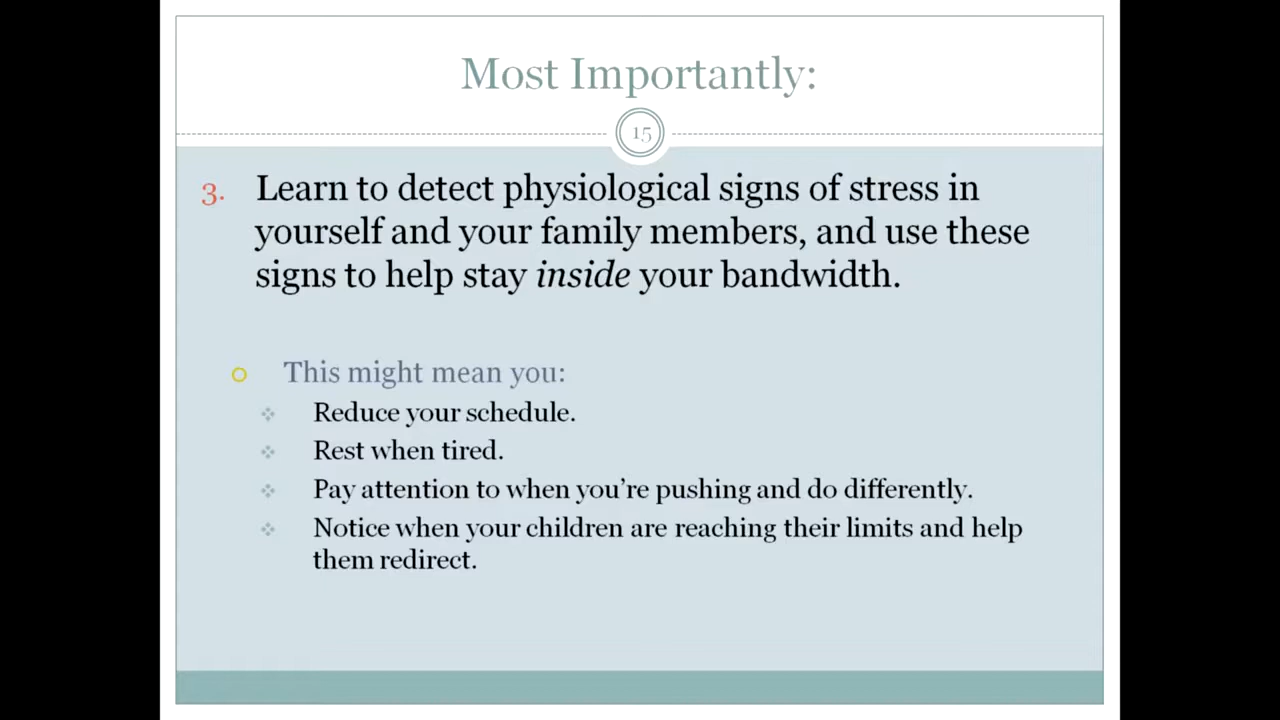 Most Importantly:
15
3. Learn to detect physiological signs of stress in
yourself and your family members, and use these
signs to help stay inside your bandwidth.
This might mean you:
Reduce your schedule.
Rest when tired.
Pay attention to when you’re pushing and do differently.
Notice when your children are reaching their limits and help
them redirect.